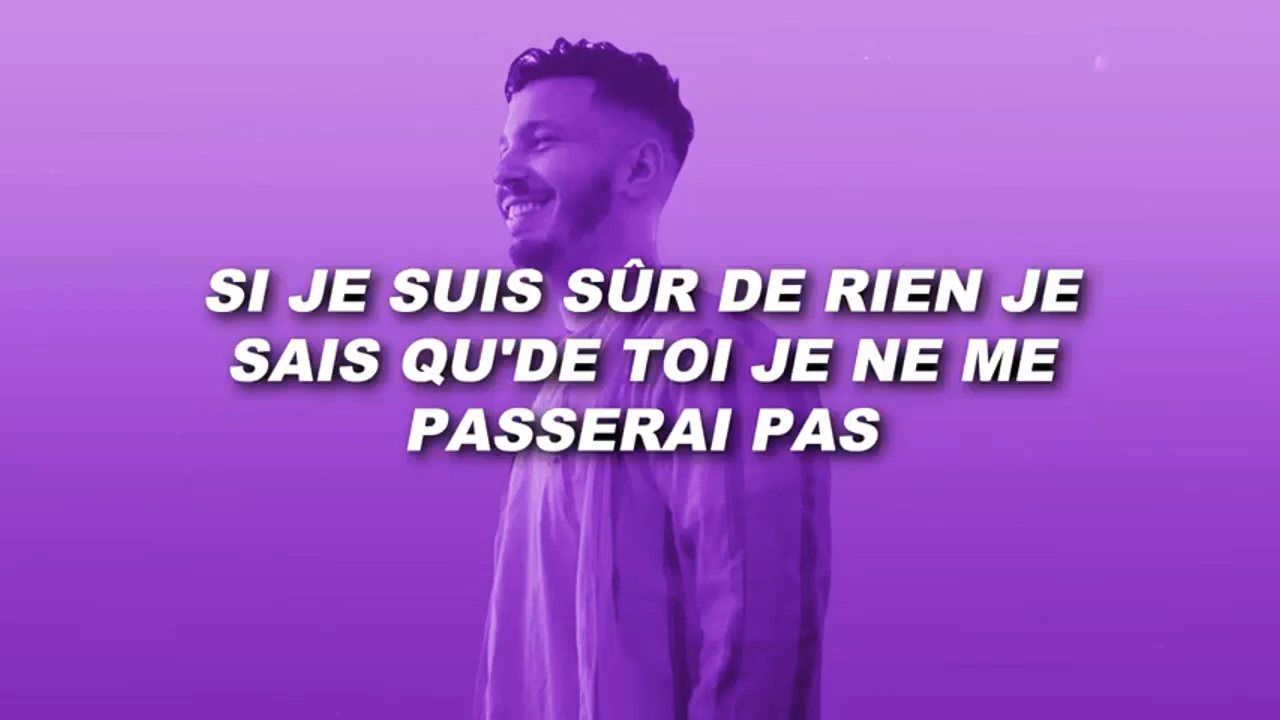 SI JE SUIS SÛR DE RIEN JE
SAIS QU'DE TOI JE NE ME
PASSERAI PAS